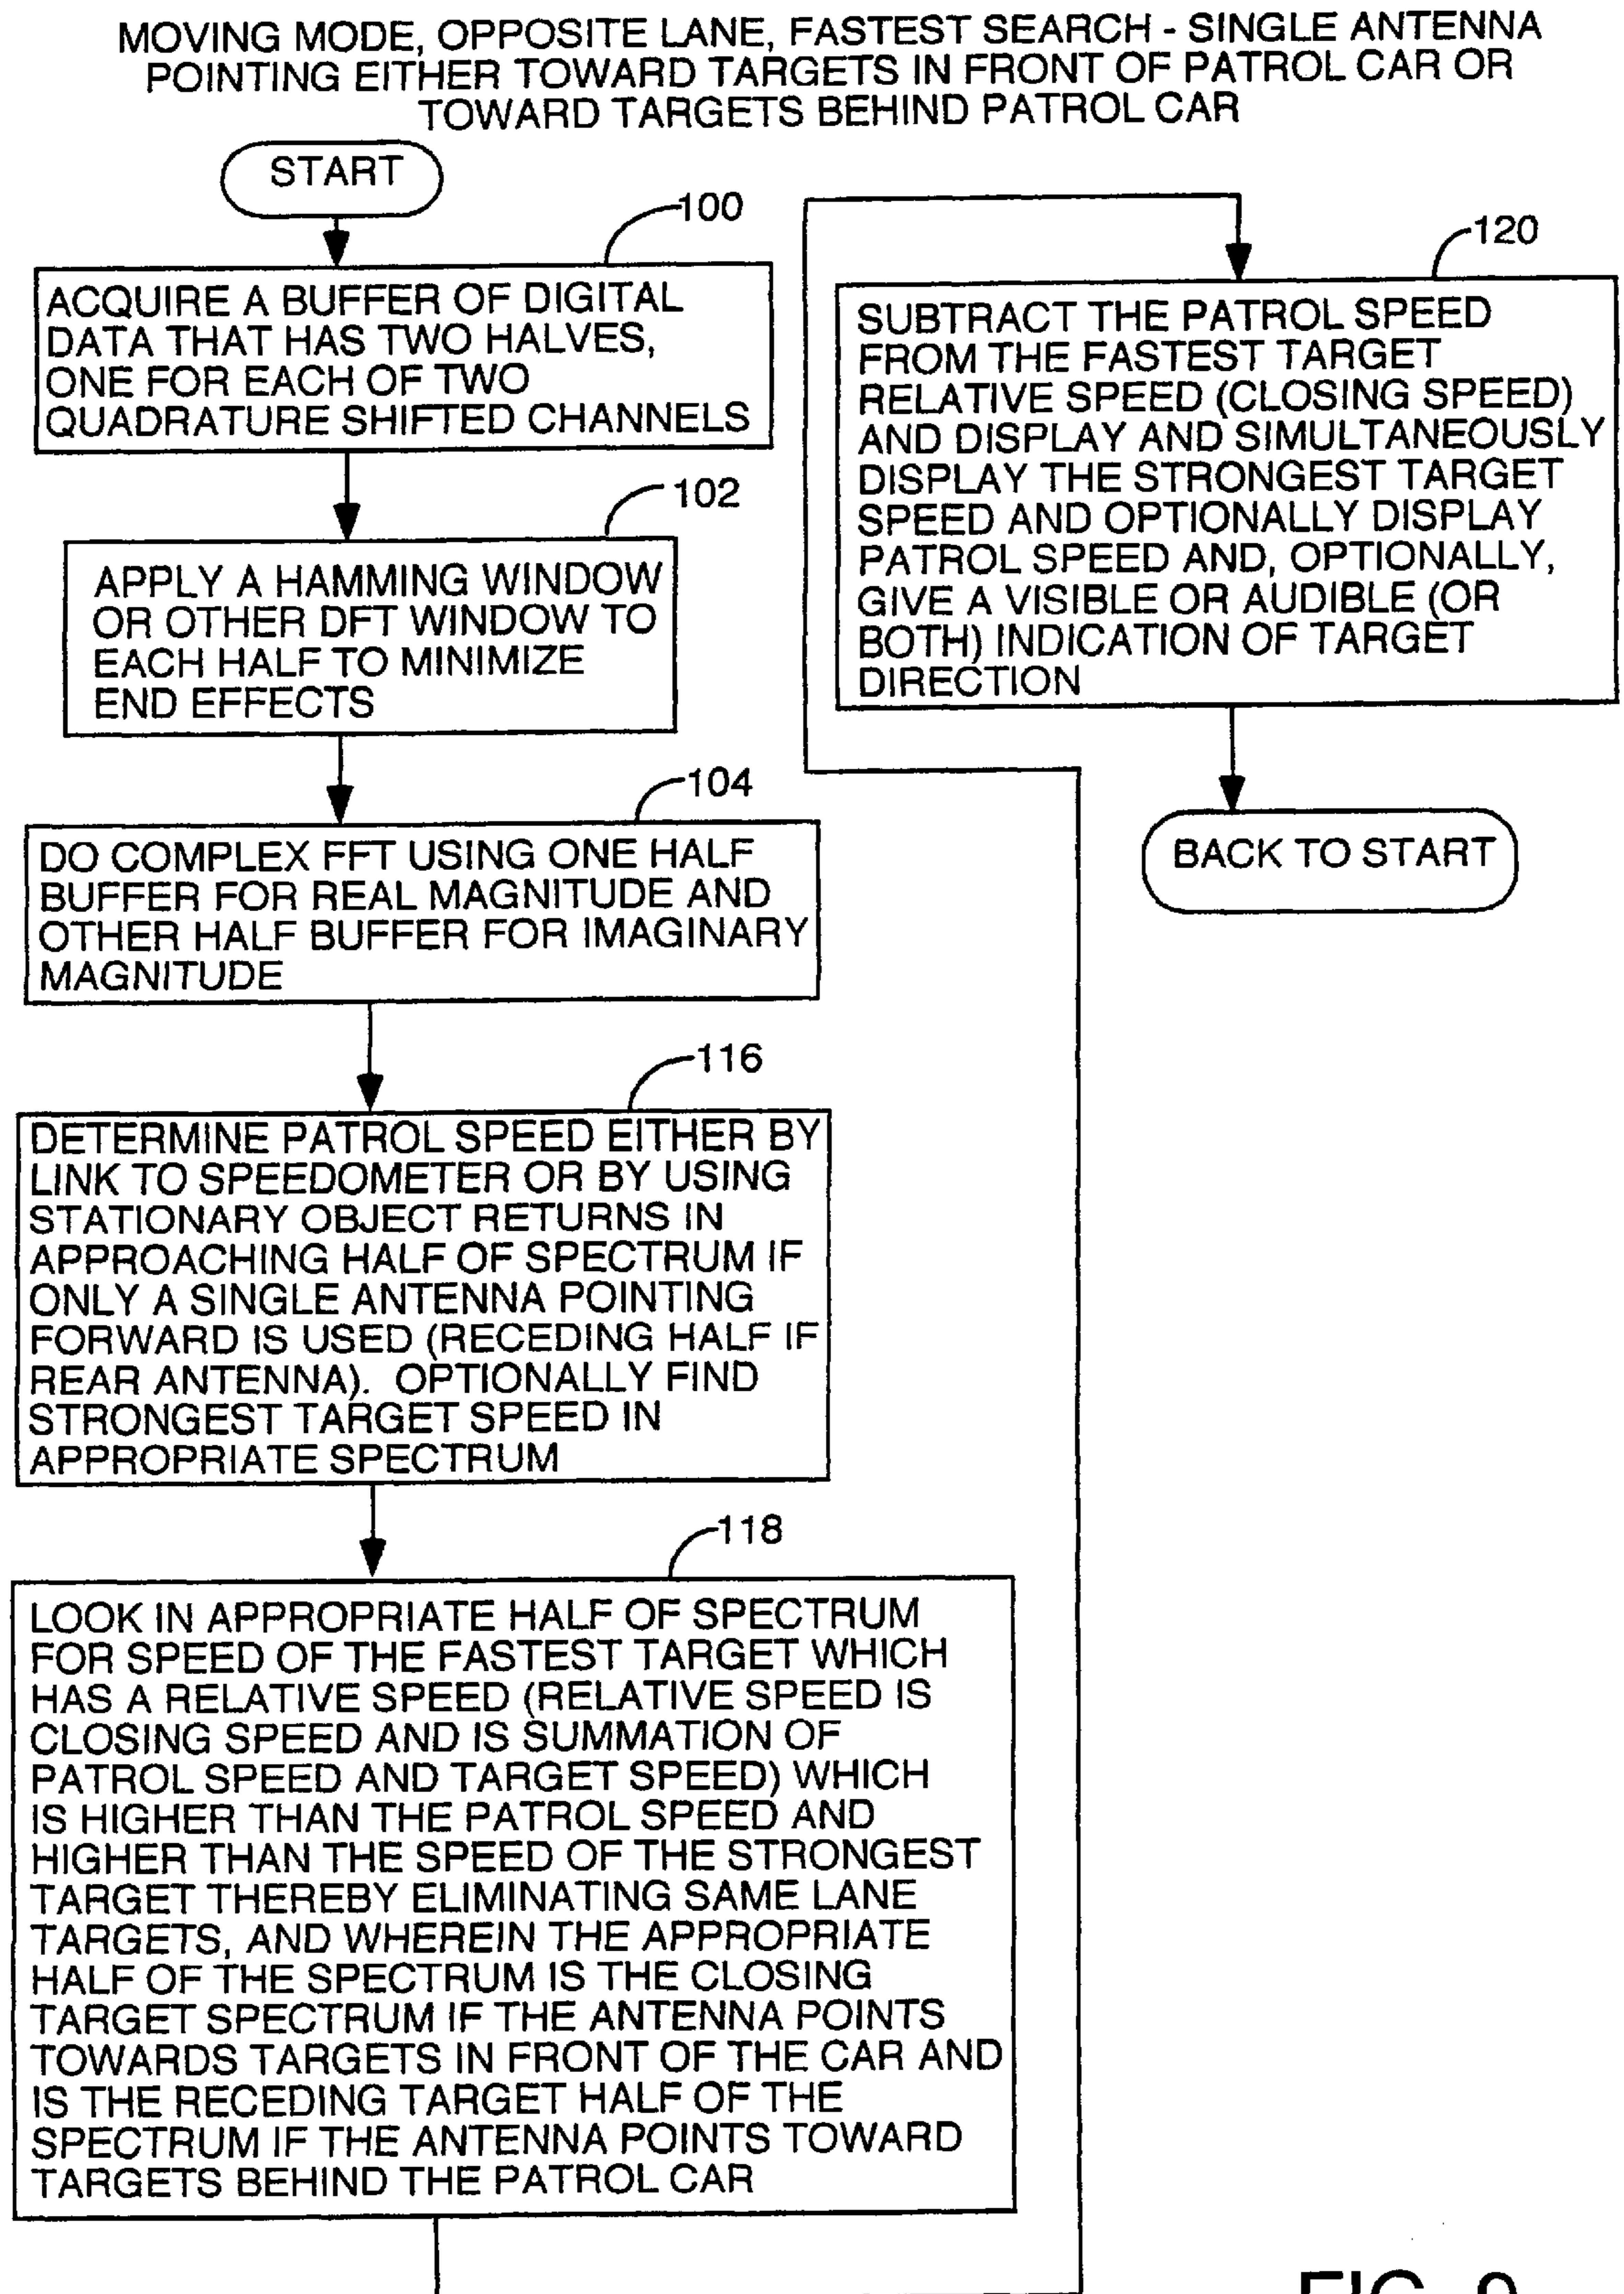 MOVING MODE, OPPOSITE LANE, FASTEST SEARCH - SINGLE ANTENNA
POINTING EITHER TOWARD TARGETS IN FRONT OF PATROL CAR OR
TOWARD TARGETS BEHIND PATROL CAR
START
100
ACQUIRE A BUFFER OF DIGITAL
DATA THAT HAS TWO HALVES,
ONE FOR EACH OF TWO
QUADRATURE SHIFTED CHANNELS
102
APPLY A HAMMING WINDOW
OR OTHER DFT WINDOW TO
EACH HALF TO MINIMIZE
END EFFECTS
104
DO COMPLEX FFT USING ONE HALF
BUFFER FOR REAL MAGNITUDE AND
OTHER HALF BUFFER FOR IMAGINARY
MAGNITUDE
116
DETERMINE PATROL SPEED EITHER BY
LINK TO SPEEDOMETER OR BY USING
STATIONARY OBJECT RETURNS IN
APPROACHING HALF OF SPECTRUM IF
ONLY A SINGLE ANTENNA POINTING
FORWARD IS USED (RECEDING HALF IF
REAR ANTENNA). OPTIONALLY FIND
STRONGEST TARGET SPEED IN
APPROPRIATE SPECTRUM
118
LOOK IN APPROPRIATE HALF OF SPECTRUM
FOR SPEED OF THE FASTEST TARGET WHICH
HAS A RELATIVE SPEED (RELATIVE SPEED IS
CLOSING SPEED AND IS SUMMATION OF
PATROL SPEED AND TARGET SPEED) WHICH
IS HIGHER THAN THE PATROL SPEED AND
HIGHER THAN THE SPEED OF THE STRONGEST
TARGET THEREBY ELIMINATING SAME LANE
TARGETS, AND WHEREIN THE APPROPRIATE
HALF OF THE SPECTRUM IS THE CLOSING
TARGET SPECTRUM IF THE ANTENNA POINTS
TOWARDS TARGETS IN FRONT OF THE CAR AND
IS THE RECEDING TARGET HALF OF THE
SPECTRUM IF THE ANTENNA POINTS TOWARD
TARGETS BEHIND THE PATROL CAR
120
SUBTRACT THE PATROL SPEED
FROM THE FASTEST TARGET
RELATIVE SPEED (CLOSING SPEED)
AND DISPLAY AND SIMULTANEOUSLY
DISPLAY THE STRONGEST TARGET
SPEED AND OPTIONALLY DISPLAY
PATROL SPEED AND, OPTIONALLY,
GIVE A VISIBLE OR AUDIBLE (OR
BOTH) INDICATION OF TARGET
DIRECTION
BACK TO START
FIG.